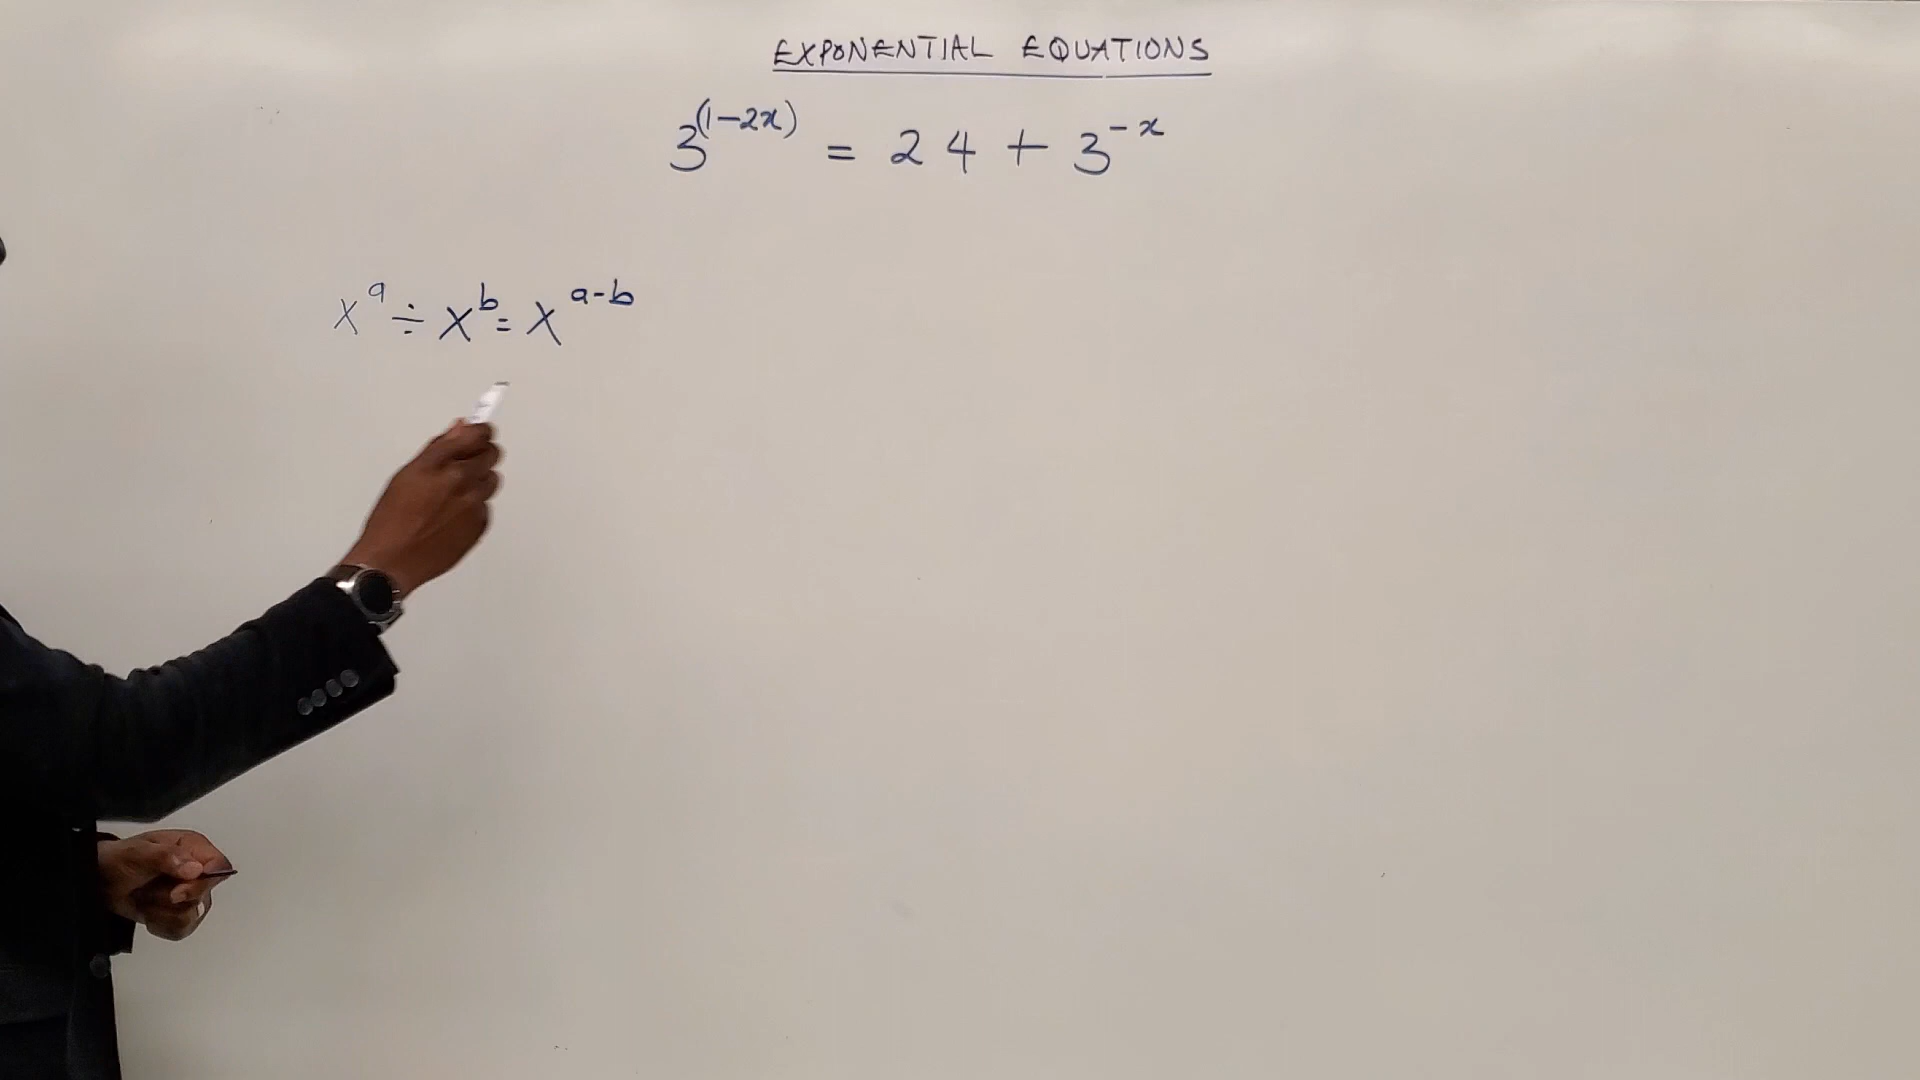 EXPONENTIAL EQUATIONS
3^(1-2x) = 24 + 3^-x
x^a ÷ x^b = x^a-b